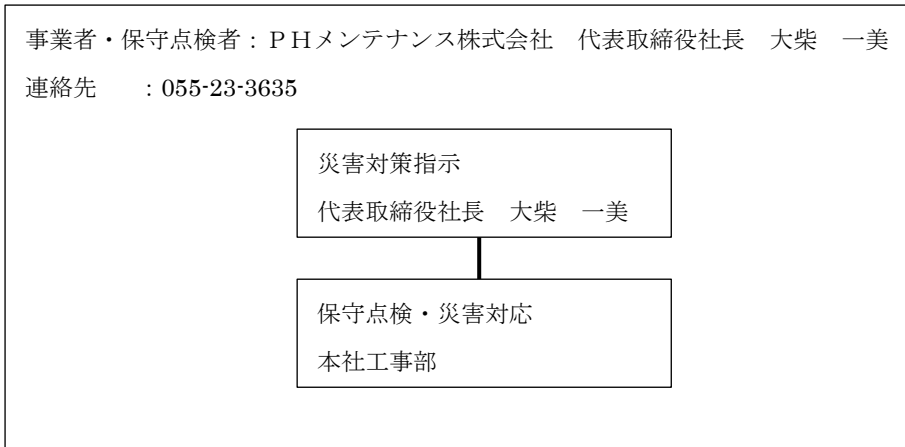 事業者・保守点検者：ＰＨメンテナンス株式会社　代表取締役社長　大柴　一美
連絡先　　：055-23-3635
災害対策指示
代表取締役社長　大柴　一美
保守点検・災害対応
本社工事部